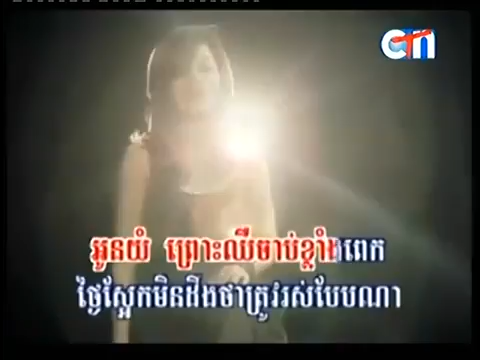 CTN
អូនយំ ព្រោះឈឺចាប់ខ្លាំងពេក
ថ្ងៃស្អែកមិនដឹងថាត្រូវរស់បែបណា